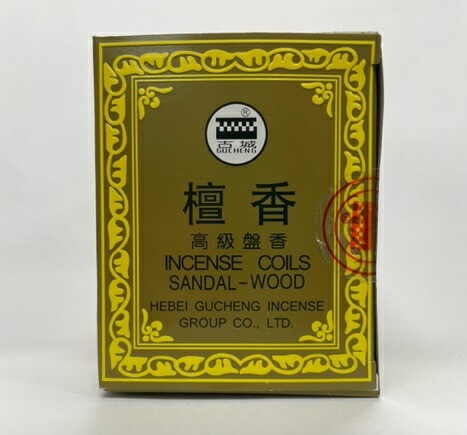 ®
古城
GUCHENG
檀香
高級盤香
INCENSE COILS
SANDAL-WOOD
HEBEI GUCHENG INCENSE
GROUP CO., LTD.